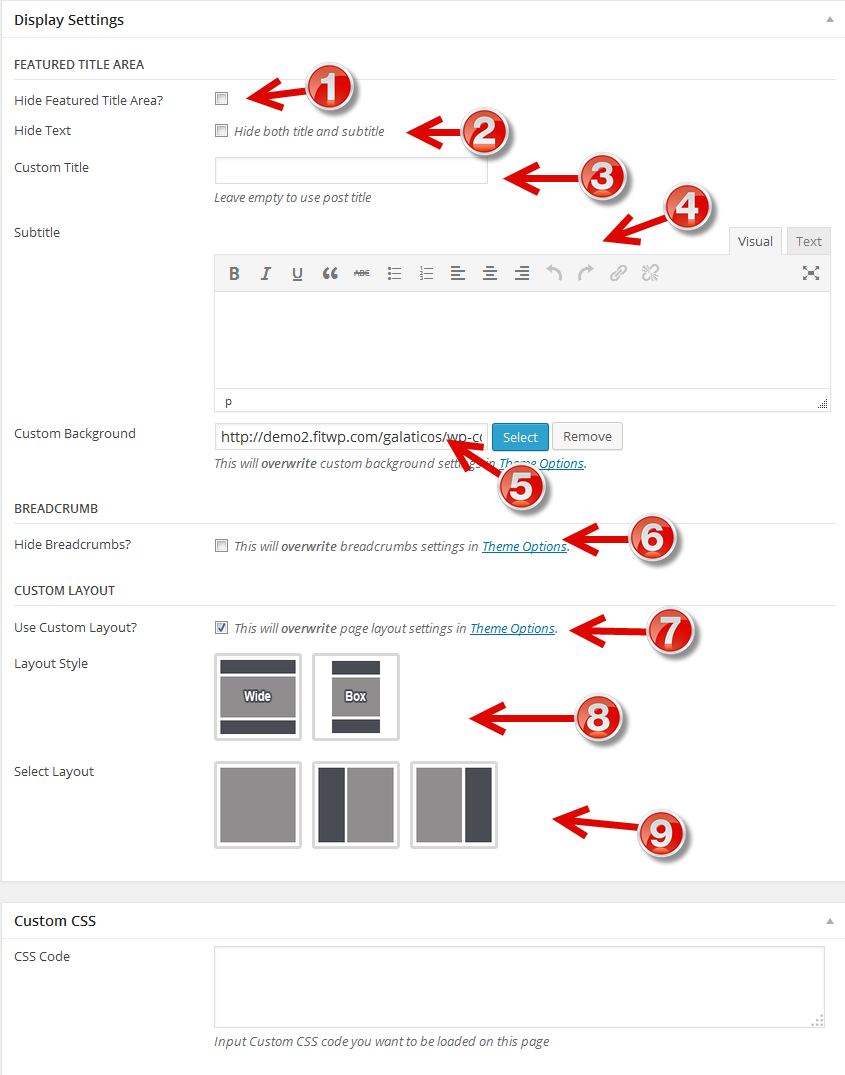 Display Settings
FEATURED TITLE AREA
Hide Featured Title Area?
1
Hide Text
Hide both title and subtitle
2
Custom Title
3
Leave empty to use post title
4
Subtitle
Visual Text
B I U “ ABC
p
Custom Background
http://demo2.fitwp.com/galaticos/wp-co
Select
Remove
This will overwrite custom background settings in Theme Options.
5
BREADCRUMB
Hide Breadcrumbs?
This will overwrite breadcrumbs settings in Theme Options.
6
CUSTOM LAYOUT
Use Custom Layout?
This will overwrite page layout settings in Theme Options.
7
Layout Style
Wide
Box
8
Select Layout
9
Custom CSS
CSS Code
Input Custom CSS code you want to be loaded on this page